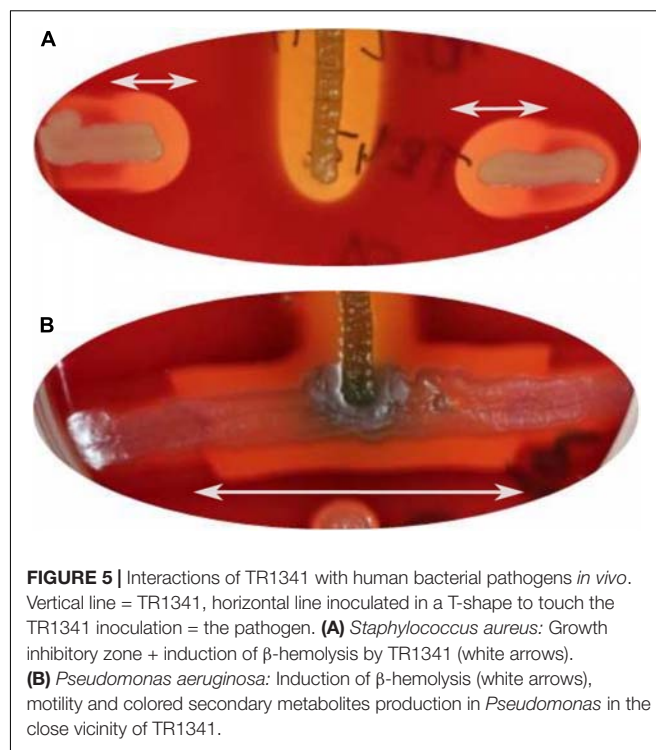 A
B
FIGURE 5 | Interactions of TR1341 with human bacterial pathogens in vivo.
Vertical line = TR1341, horizontal line inoculated in a T-shape to touch the
TR1341 inoculation = the pathogen. (A) Staphylococcus aureus: Growth
inhibitory zone + induction of β-hemolysis by TR1341 (white arrows).
(B) Pseudomonas aeruginosa: Induction of β-hemolysis (white arrows),
motility and colored secondary metabolites production in Pseudomonas in the
close vicinity of TR1341.